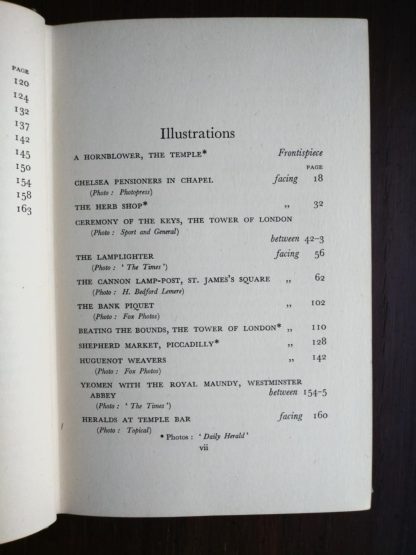 PAGE
120
124
132
137
142
145
150
154
158
163
Illustrations
A HORNBLOWER, THE TEMPLE* Frontispiece
PAGE
CHELSEA PENSIONERS IN CHAPEL facing 18
(Photo : Photopress)
THE HERB SHOP* ,, 32
CEREMONY OF THE KEYS, THE TOWER OF LONDON
(Photo : Sport and General)
between 42-3
THE LAMPLIGHTER facing 56
(Photo : ' The Times ')
THE CANNON LAMP-POST, ST. JAMES'S SQUARE ,, 62
(Photo : H. Bedford Lemere)
THE BANK PIQUET ,, 102
(Photo : Fox Photos)
BEATING THE BOUNDS, THE TOWER OF LONDON* ,, 110
SHEPHERD MARKET, PICCADILLY* ,, 128
HUGUENOT WEAVERS ,, 142
(Photo : Fox Photos)
YEOMEN WITH THE ROYAL MAUNDY, WESTMINSTER
ABBEY between 154-5
(Photo : ' The Times ')
HERALDS AT TEMPLE BAR facing 160
(Photo : Topical)
* Photos : ' Daily Herald '
vii